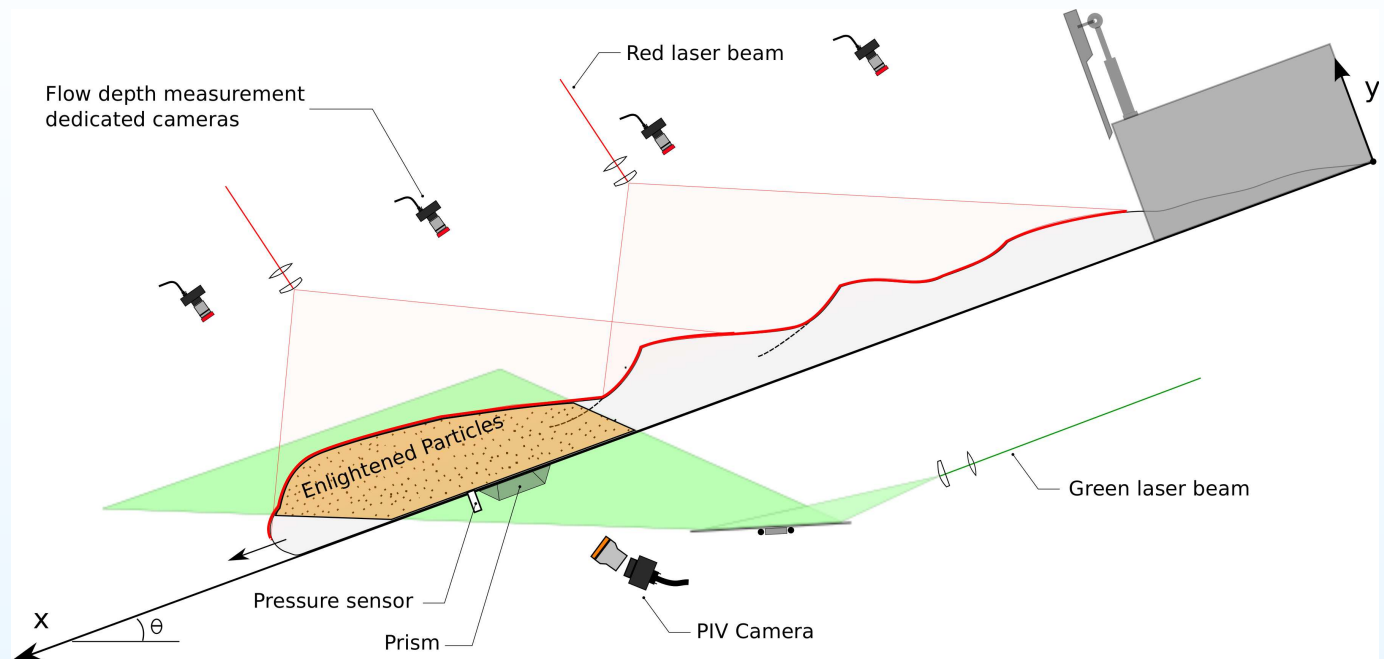 Red laser beam
Flow depth measurement
dedicated cameras
y
Enlightened Particles
Green laser beam
Pressure sensor
x
θ
Prism
PIV Camera